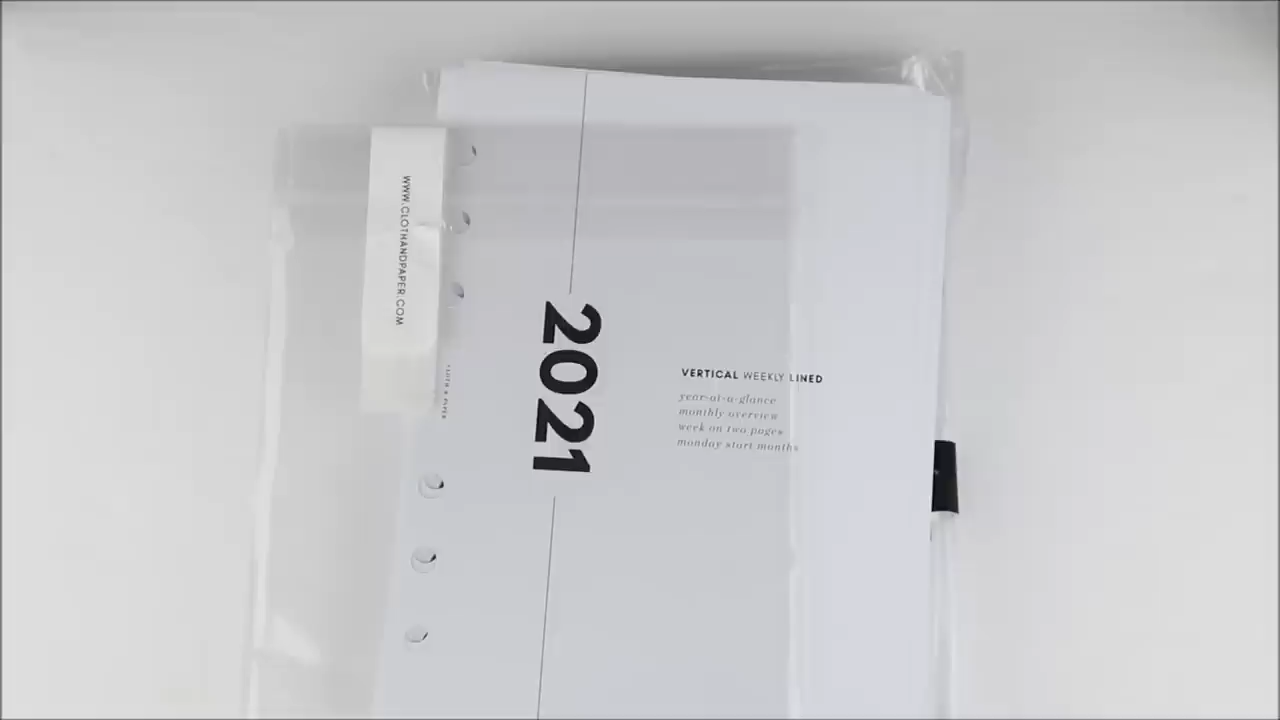 WWW.CLOTHANDPAPER.COM
2021
VERTICAL WEEKLY LINED
year-at-a-glance
monthly overview
week on two pages
monday start months